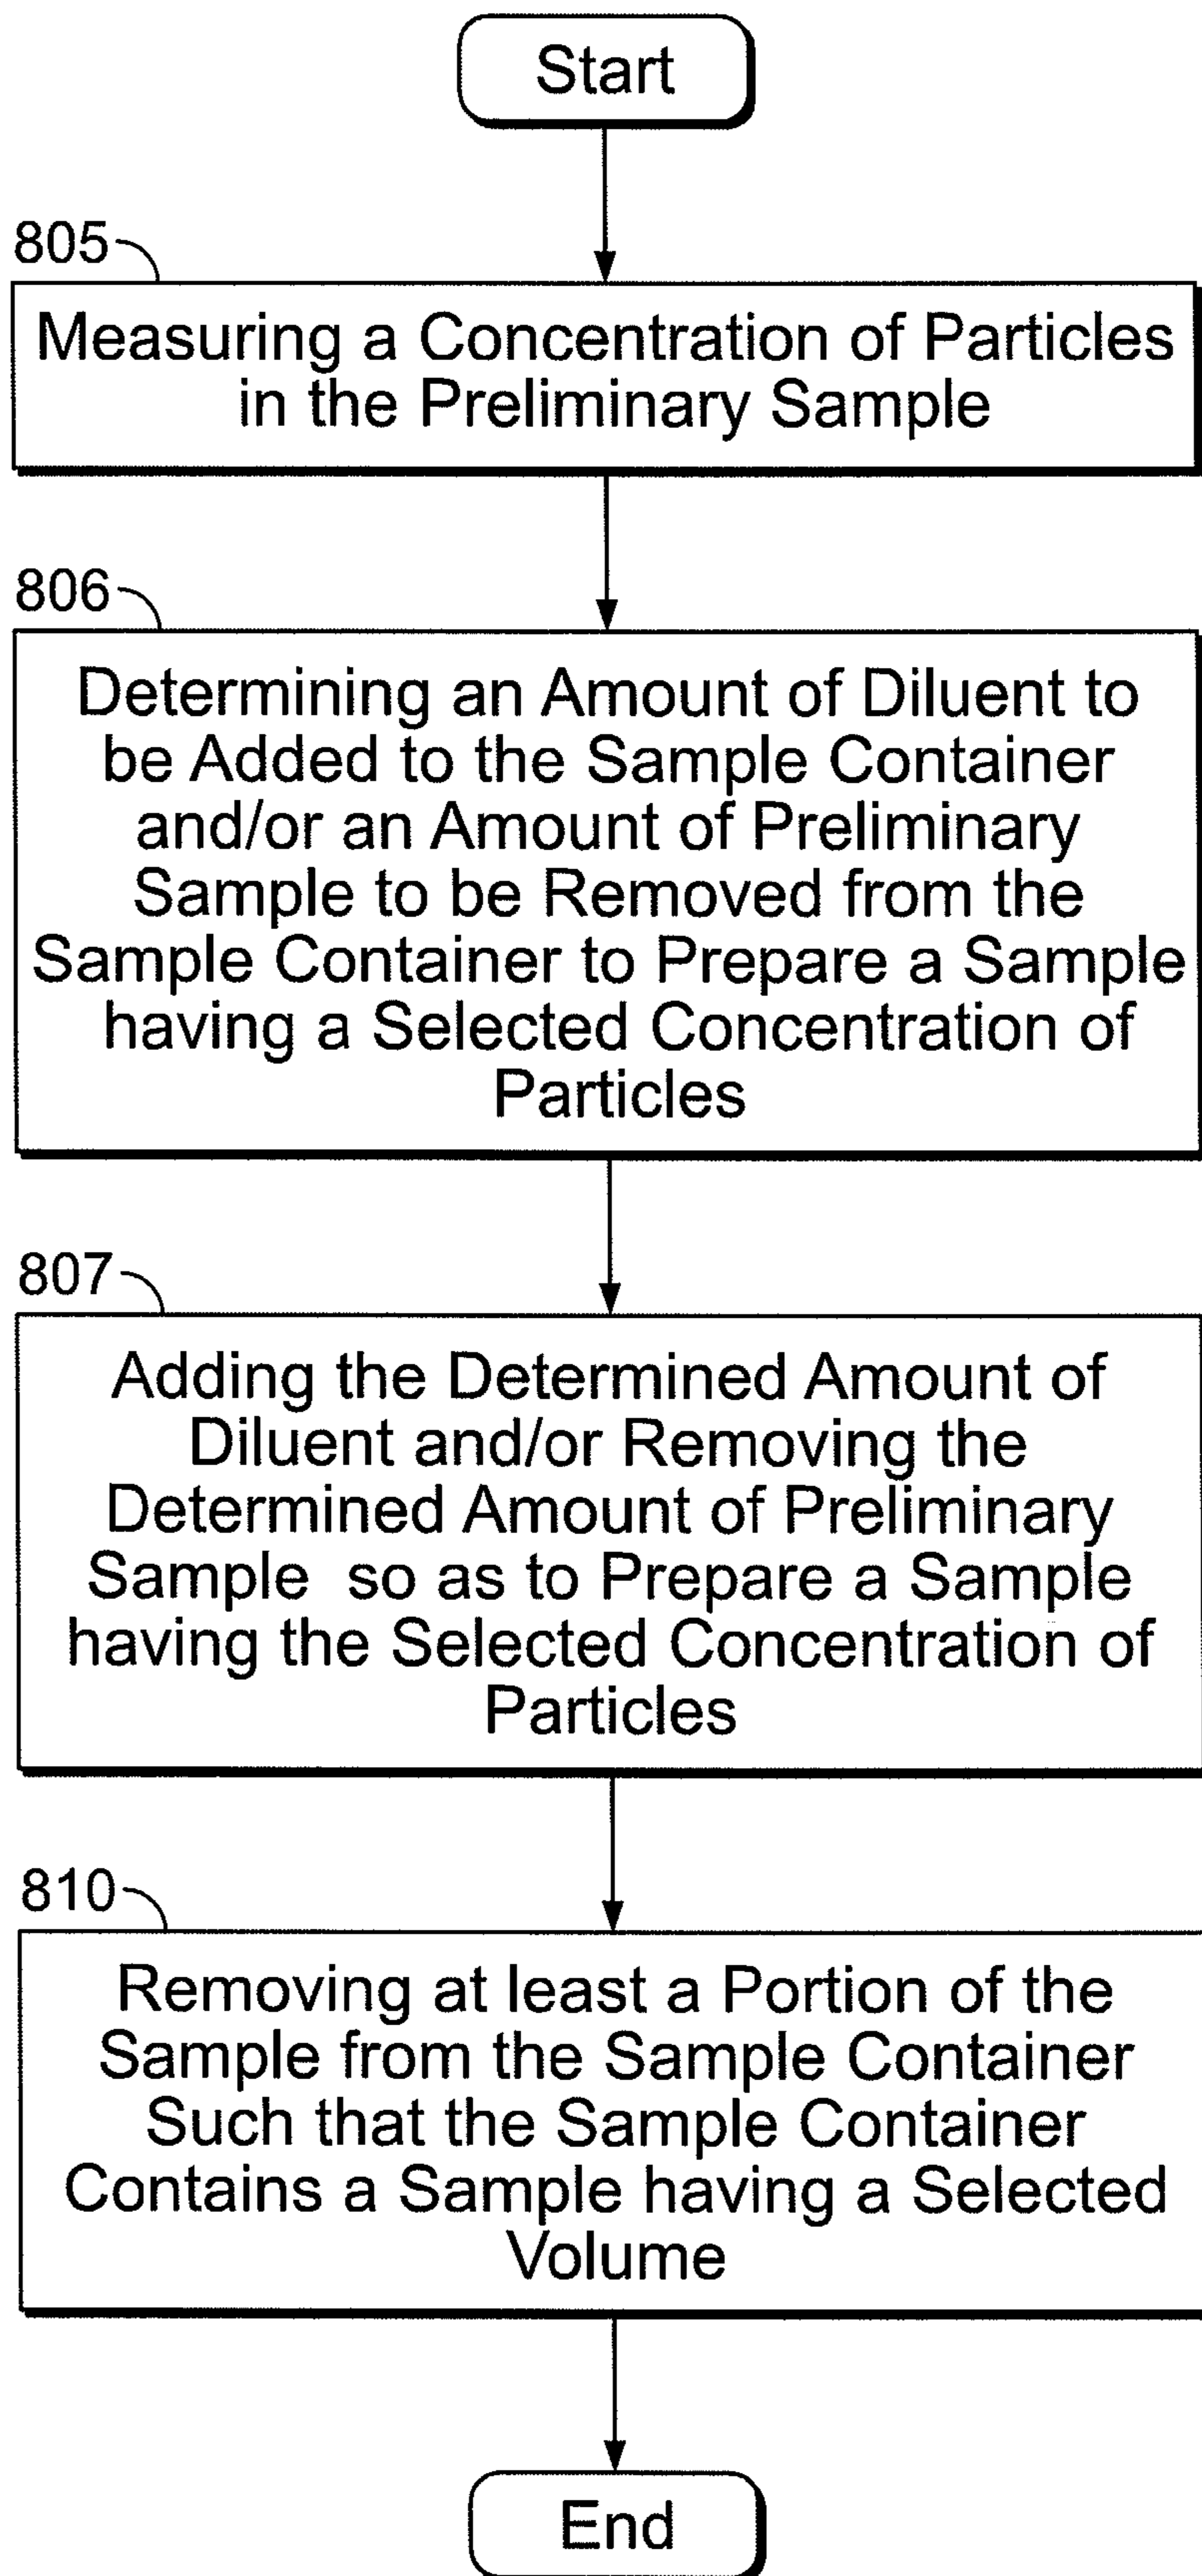 Start
805
Measuring a Concentration of Particles
in the Preliminary Sample
806
Determining an Amount of Diluent to
be Added to the Sample Container
and/or an Amount of Preliminary
Sample to be Removed from the
Sample Container to Prepare a Sample
having a Selected Concentration of
Particles
807
Adding the Determined Amount of
Diluent and/or Removing the
Determined Amount of Preliminary
Sample so as to Prepare a Sample
having the Selected Concentration of
Particles
810
Removing at least a Portion of the
Sample from the Sample Container
Such that the Sample Container
Contains a Sample having a Selected
Volume
End